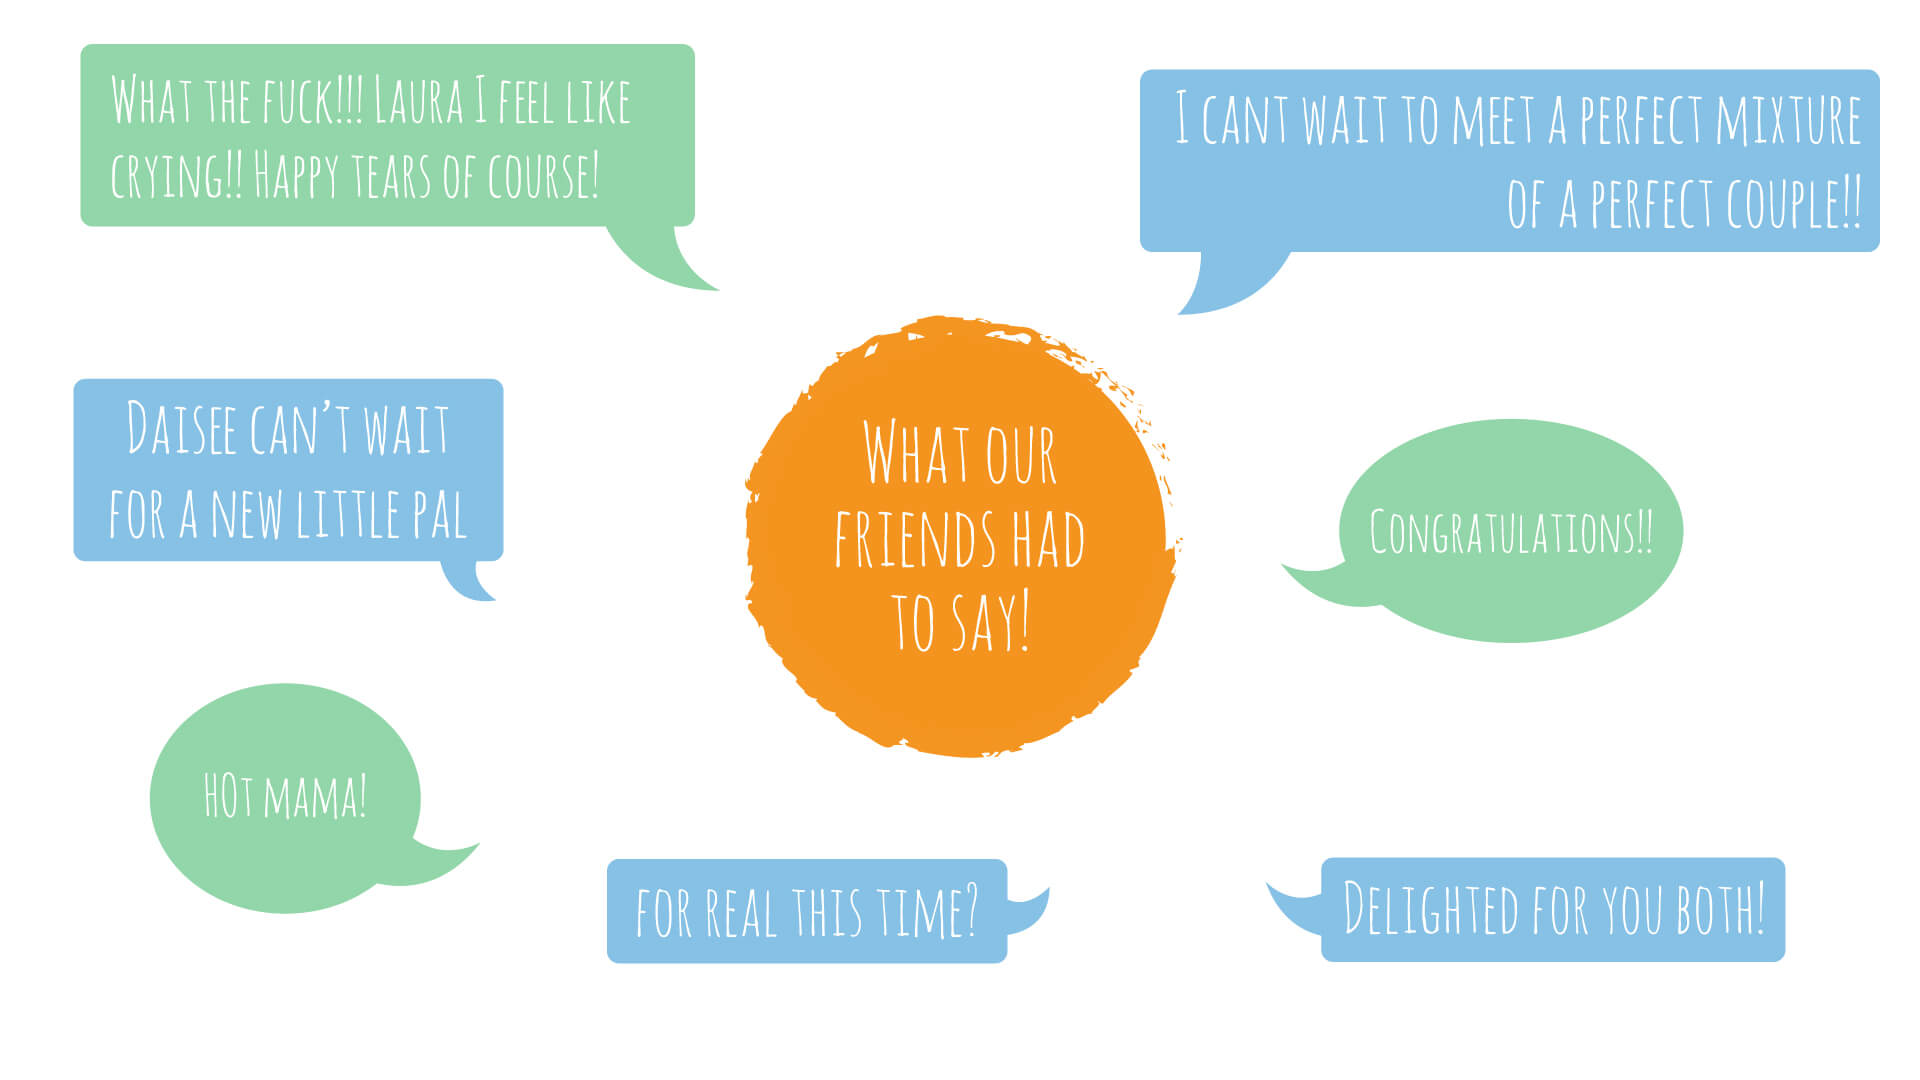 What the fuck!!! Laura I feel like
crying!! Happy tears of course!
I cant wait to meet a perfect mixture
of a perfect couple!!
Daisee can’t wait
for a new little pal
What our
friends had
to say!
Congratulations!!
HOt mama!
for real this time?
Delighted for you both!